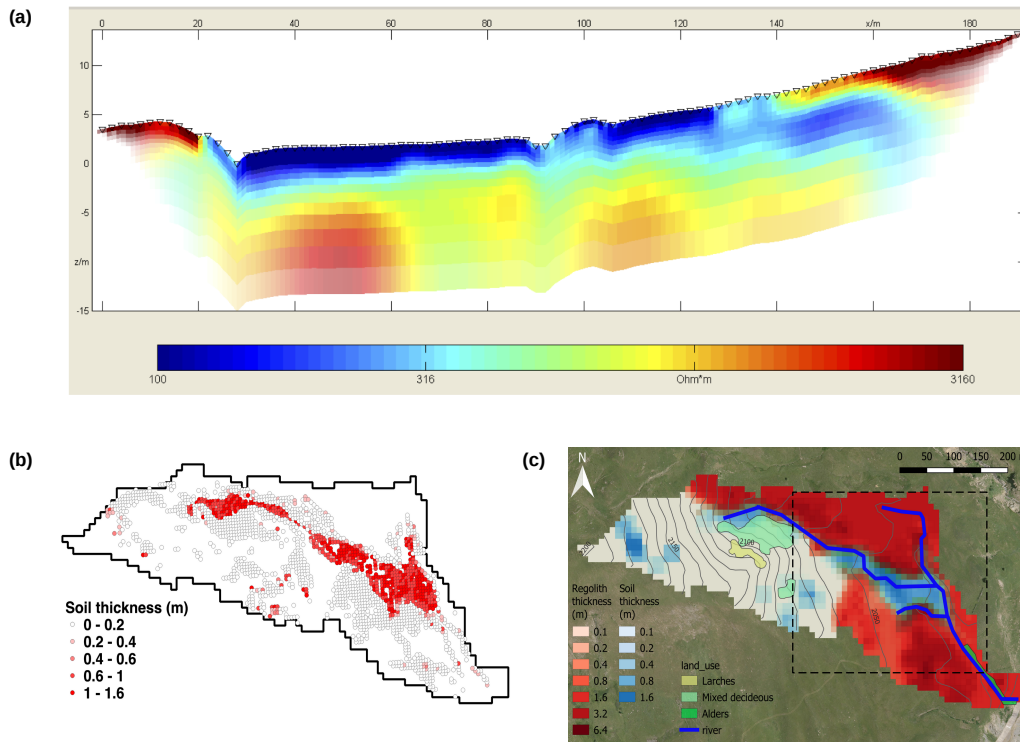 (a)
0 20 40 60 80 100 120 x/m 180
10
5
0
-5
z/m
-15
100 316 Ohm*m 3160
(b)
Soil thickness (m)
0 - 0.2
0.2 - 0.4
0.4 - 0.6
0.6 - 1
1 - 1.6
(c)
N
0 50 100 150 200 m
2150
2100
2050
Regolith thickness (m)
0.1
0.2
0.4
0.8
1.6
3.2
6.4
Soil thickness (m)
0.1
0.2
0.4
0.8
1.6
land_use
Larches
Mixed decideous
Alders
river